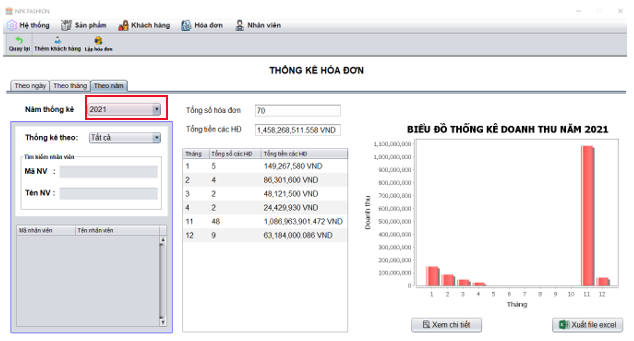 NPK FASHION
Hệ thống Sản phẩm Khách hàng Hóa đơn Nhân viên
Quay lại Thêm khách hàng Lập hóa đơn
THỐNG KÊ HÓA ĐƠN
Theo ngày Theo tháng Theo năm
Năm thống kê 2021
Tổng số hóa đơn 70
Tổng tiền các HĐ 1,458,268,511.558 VND
Thống kê theo: Tất cả
Tìm kiếm nhân viên
Mã NV :
Tên NV :
Mã nhân viên Tên nhân viên
Tháng Tổng số các HĐ Tổng tiền các HĐ
1 5 149,267,580 VND
2 4 86,301,600 VND
3 2 48,121,500 VND
4 2 24,429,930 VND
11 48 1,086,963,901.472 VND
12 9 63,184,000.086 VND
BIỂU ĐỒ THỐNG KÊ DOANH THU NĂM 2021
Doanh thu
1,100,000,000
1,000,000,000
900,000,000
800,000,000
700,000,000
600,000,000
500,000,000
400,000,000
300,000,000
200,000,000
100,000,000
0
1 2 3 4 5 6 7 8 9 10 11 12
Tháng
Xem chi tiết Xuất file excel